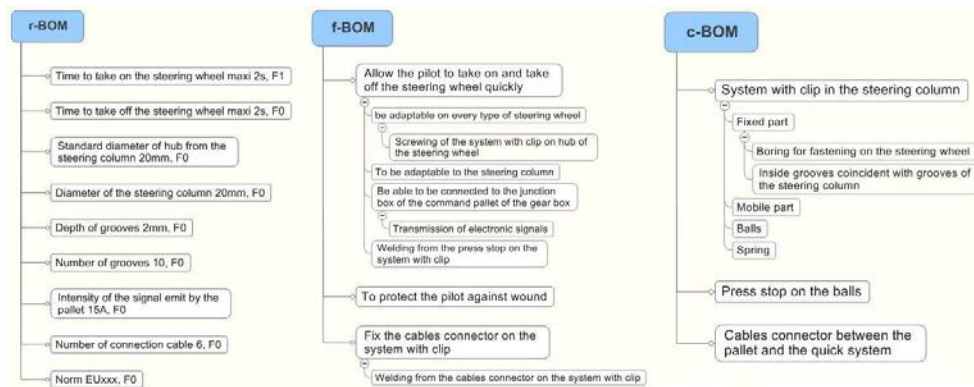 r-BOM
Time to take on the steering wheel maxi 2s, F1
Time to take off the steering wheel maxi 2s, F0
Standard diameter of hub from the
steering column 20mm, F0
Diameter of the steering column 20mm, F0
Depth of grooves 2mm, F0
Number of grooves 10, F0
Intensity of the signal emit by the
pallet 15A, F0
Number of connection cable 6, F0
Norm EUxxx, F0
f-BOM
Allow the pilot to take on and take
off the steering wheel quickly
be adaptable on every type of steering wheel
Screwing of the system with clip on hub of
the steering wheel
To be adaptable to the steering column
Be able to be connected to the junction
box of the command pallet of the gear box
Transmission of electronic signals
Welding from the press stop on the
system with clip
To protect the pilot against wound
Fix the cables connector on the
system with clip
Welding from the cables connector on the system with clip
c-BOM
System with clip in the steering column
Fixed part
Boring for fastening on the steering wheel
Inside grooves coincident with grooves of
the steering column
Mobile part
Balls
Spring
Press stop on the balls
Cables connector between the
pallet and the quick system